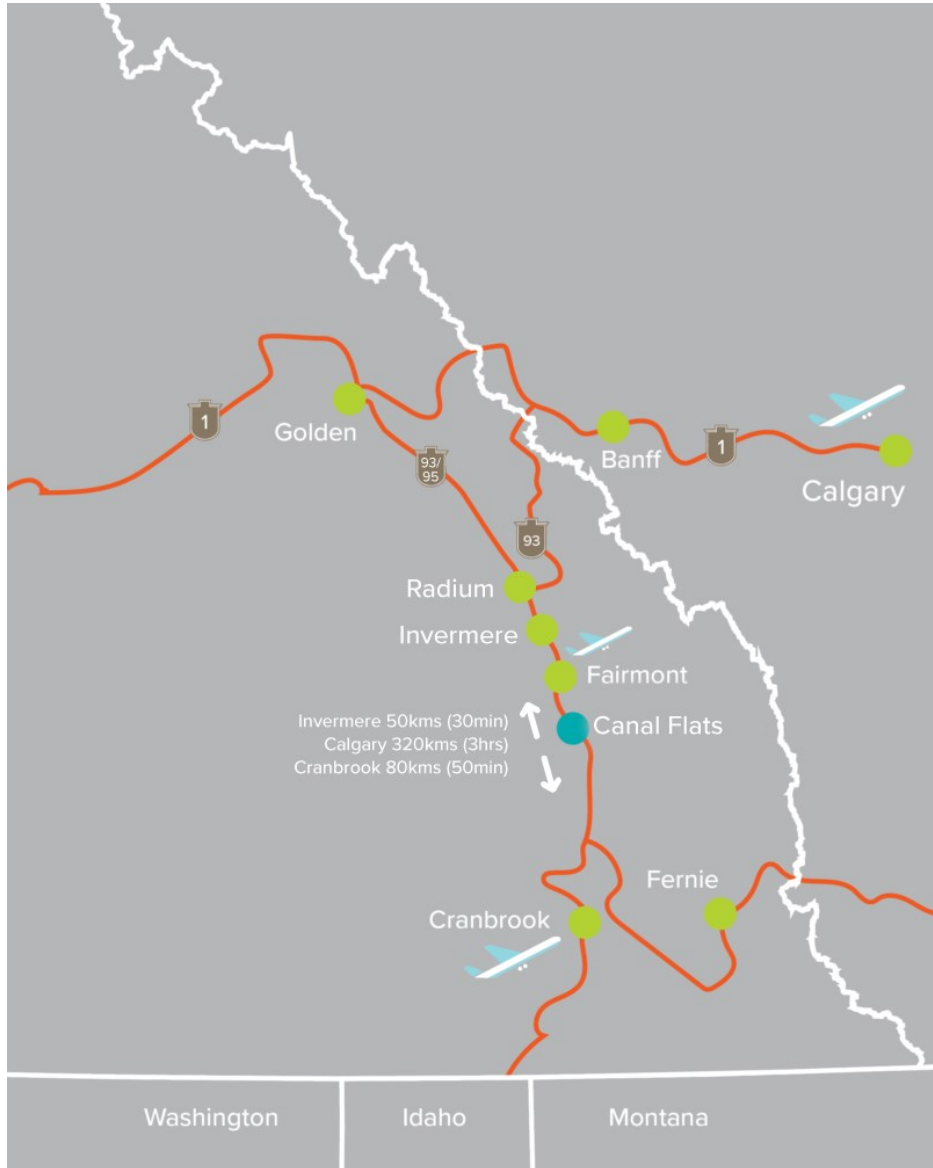 1
Golden
93/
95
Banff
1
Calgary
93
Radium
Invermere
Fairmont
Canal Flats
Invermere 50kms (30min)
Calgary 320kms (3hrs)
Cranbrook 80kms (50min)
Fernie
Cranbrook
Washington
Idaho
Montana